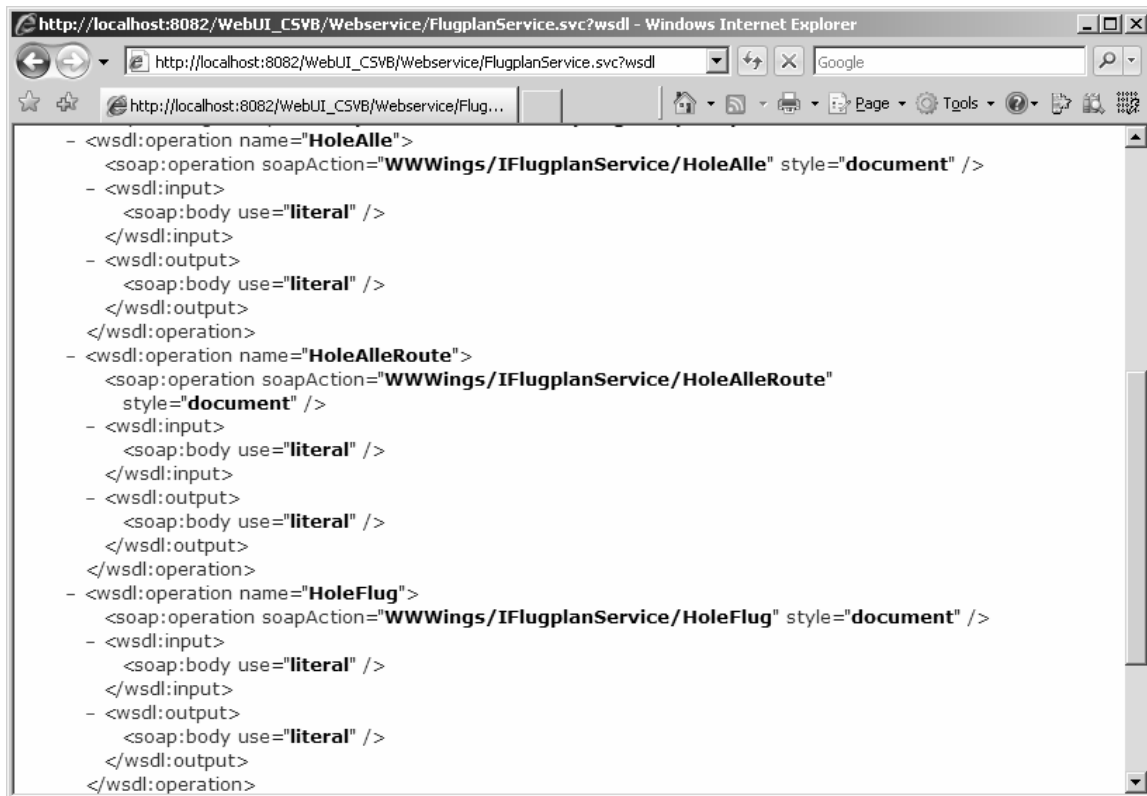 http://localhost:8082/WebUI_CSVB/Webservice/FlugplanService.svc?wsdl - Windows Internet Explorer
http://localhost:8082/WebUI_CSVB/Webservice/FlugplanService.svc?wsdl
Google
http://localhost:8082/WebUI_CSVB/Webservice/Flug...
Page
Tools
- <wsdl:operation name="HoleAlle">
<soap:operation soapAction="WWWings/IFlugplanService/HoleAlle" style="document" />
- <wsdl:input>
<soap:body use="literal" />
</wsdl:input>
- <wsdl:output>
<soap:body use="literal" />
</wsdl:output>
</wsdl:operation>
- <wsdl:operation name="HoleAlleRoute">
<soap:operation soapAction="WWWings/IFlugplanService/HoleAlleRoute"
style="document" />
- <wsdl:input>
<soap:body use="literal" />
</wsdl:input>
- <wsdl:output>
<soap:body use="literal" />
</wsdl:output>
</wsdl:operation>
- <wsdl:operation name="HoleFlug">
<soap:operation soapAction="WWWings/IFlugplanService/HoleFlug" style="document" />
- <wsdl:input>
<soap:body use="literal" />
</wsdl:input>
- <wsdl:output>
<soap:body use="literal" />
</wsdl:output>
</wsdl:operation>